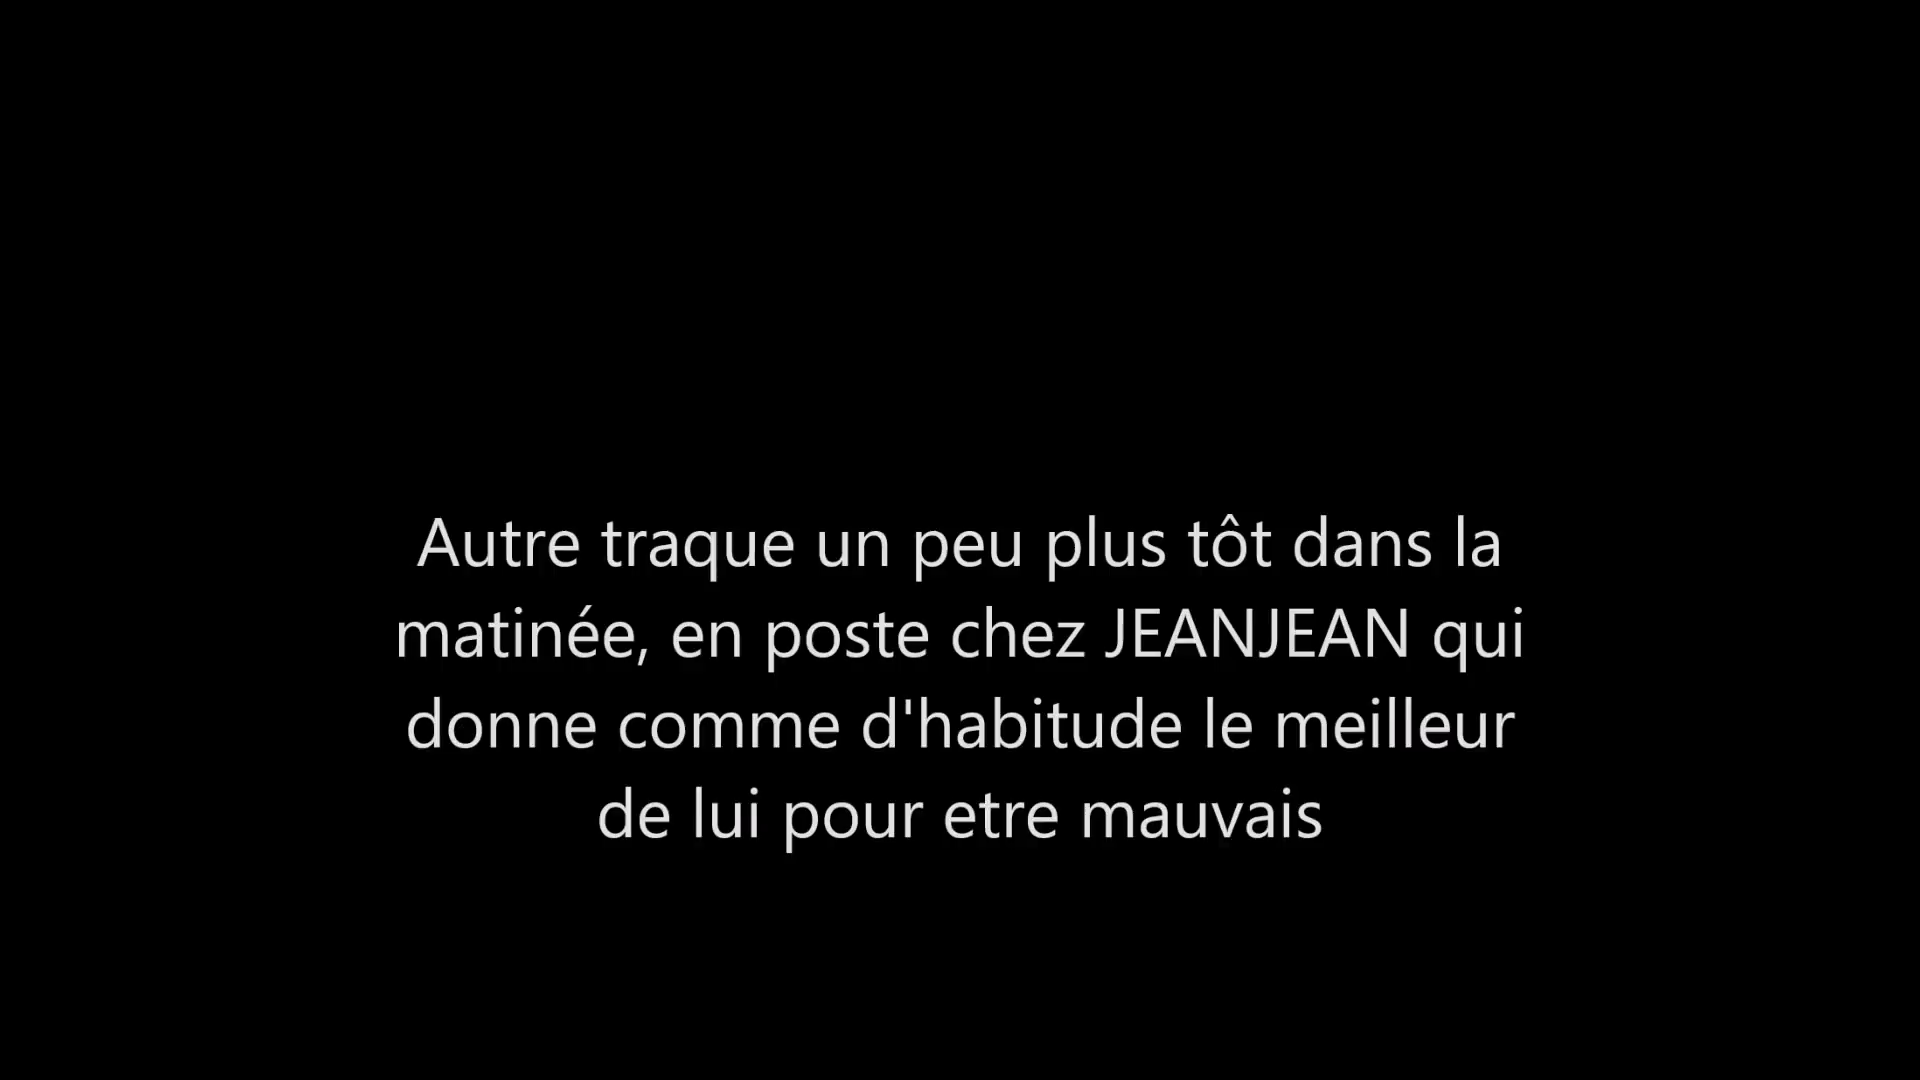 Autre traque un peu plus tôt dans la
matinée, en poste chez JEANJEAN qui
donne comme d'habitude le meilleur
de lui pour etre mauvais